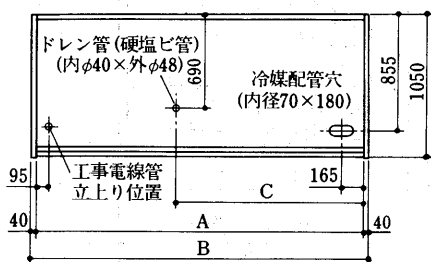 ドレン管(硬塩ビ管)
(内φ40×外φ48)
690
冷媒配管穴
(内径70×180)
855
1050
95
工事電線管
立上り位置
165
C
40
A
40
B